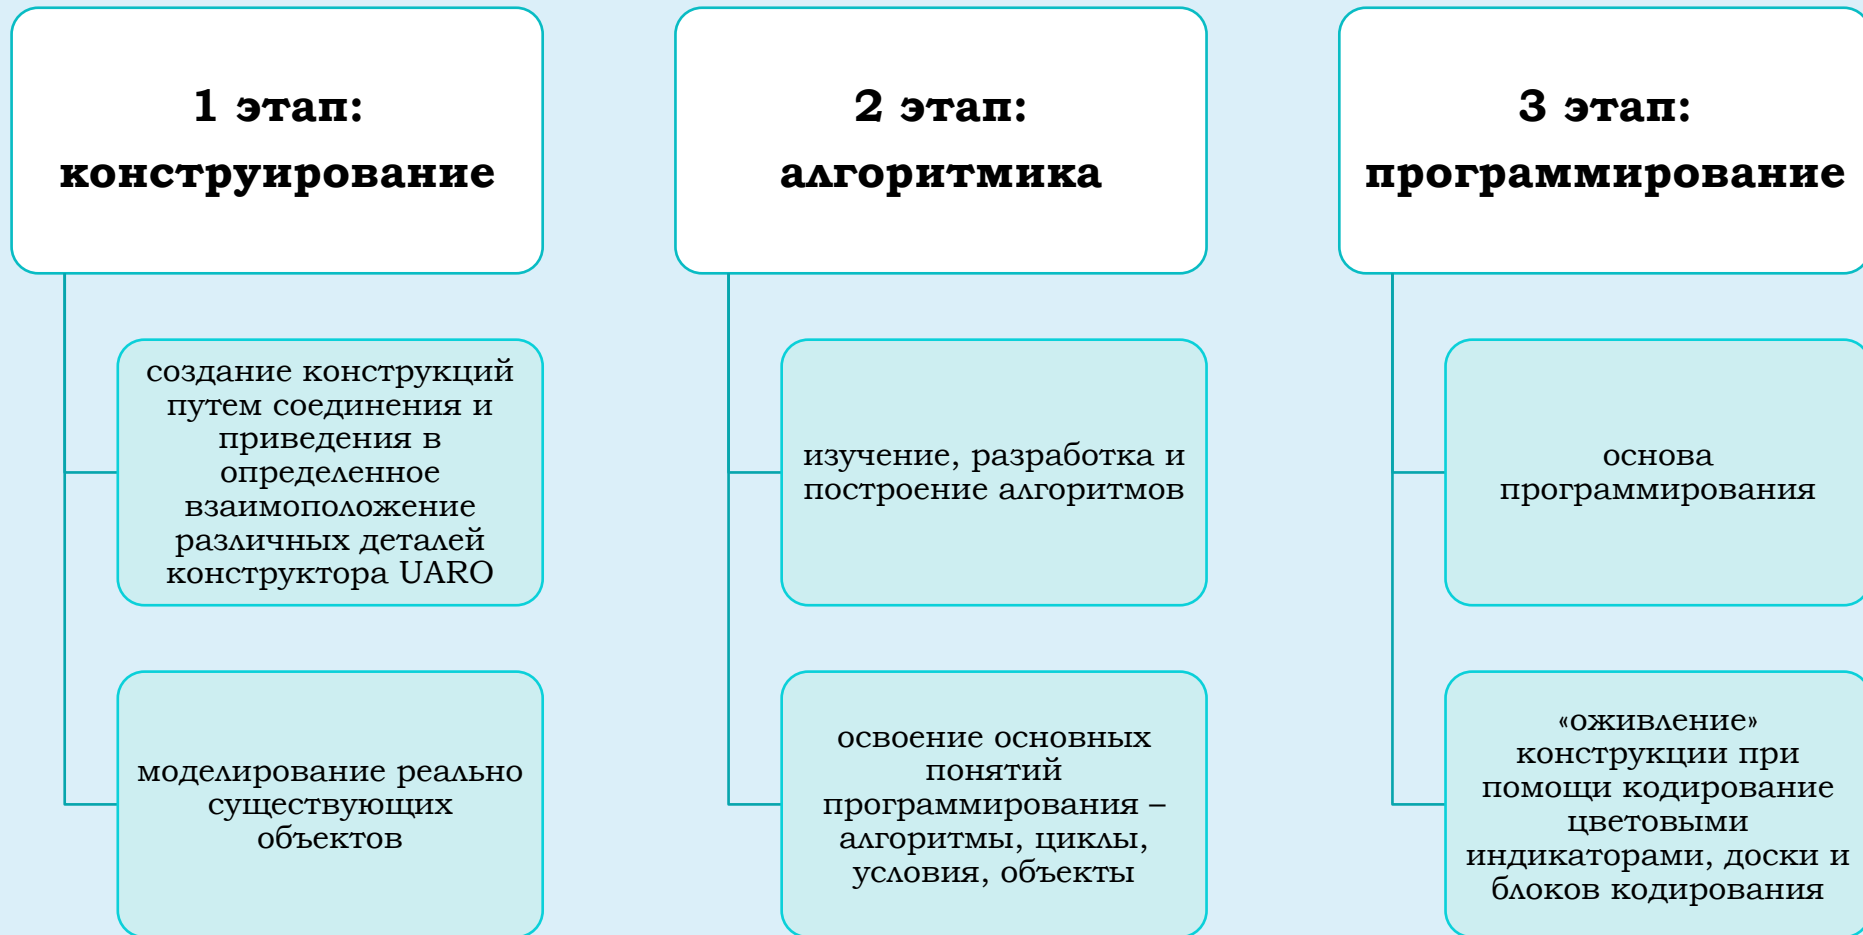 1 этап:
конструирование
создание конструкций
путем соединения и
приведения в
определенное
взаимоположение
различных деталей
конструктора UARO
моделирование реально
существующих
объектов
2 этап:
алгоритмика
изучение, разработка и
построение алгоритмов
освоение основных
понятий
программирования –
алгоритмы, циклы,
условия, объекты
3 этап:
программирование
основа
программирования
«оживление»
конструкции при
помощи кодирование
цветовыми
индикаторами, доски и
блоков кодирования